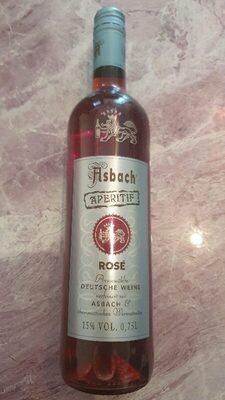 Asbach
APERITIF
ROSÉ
DEUTSCHE WEINE
ASBACH &
15% VOL. 0,75L